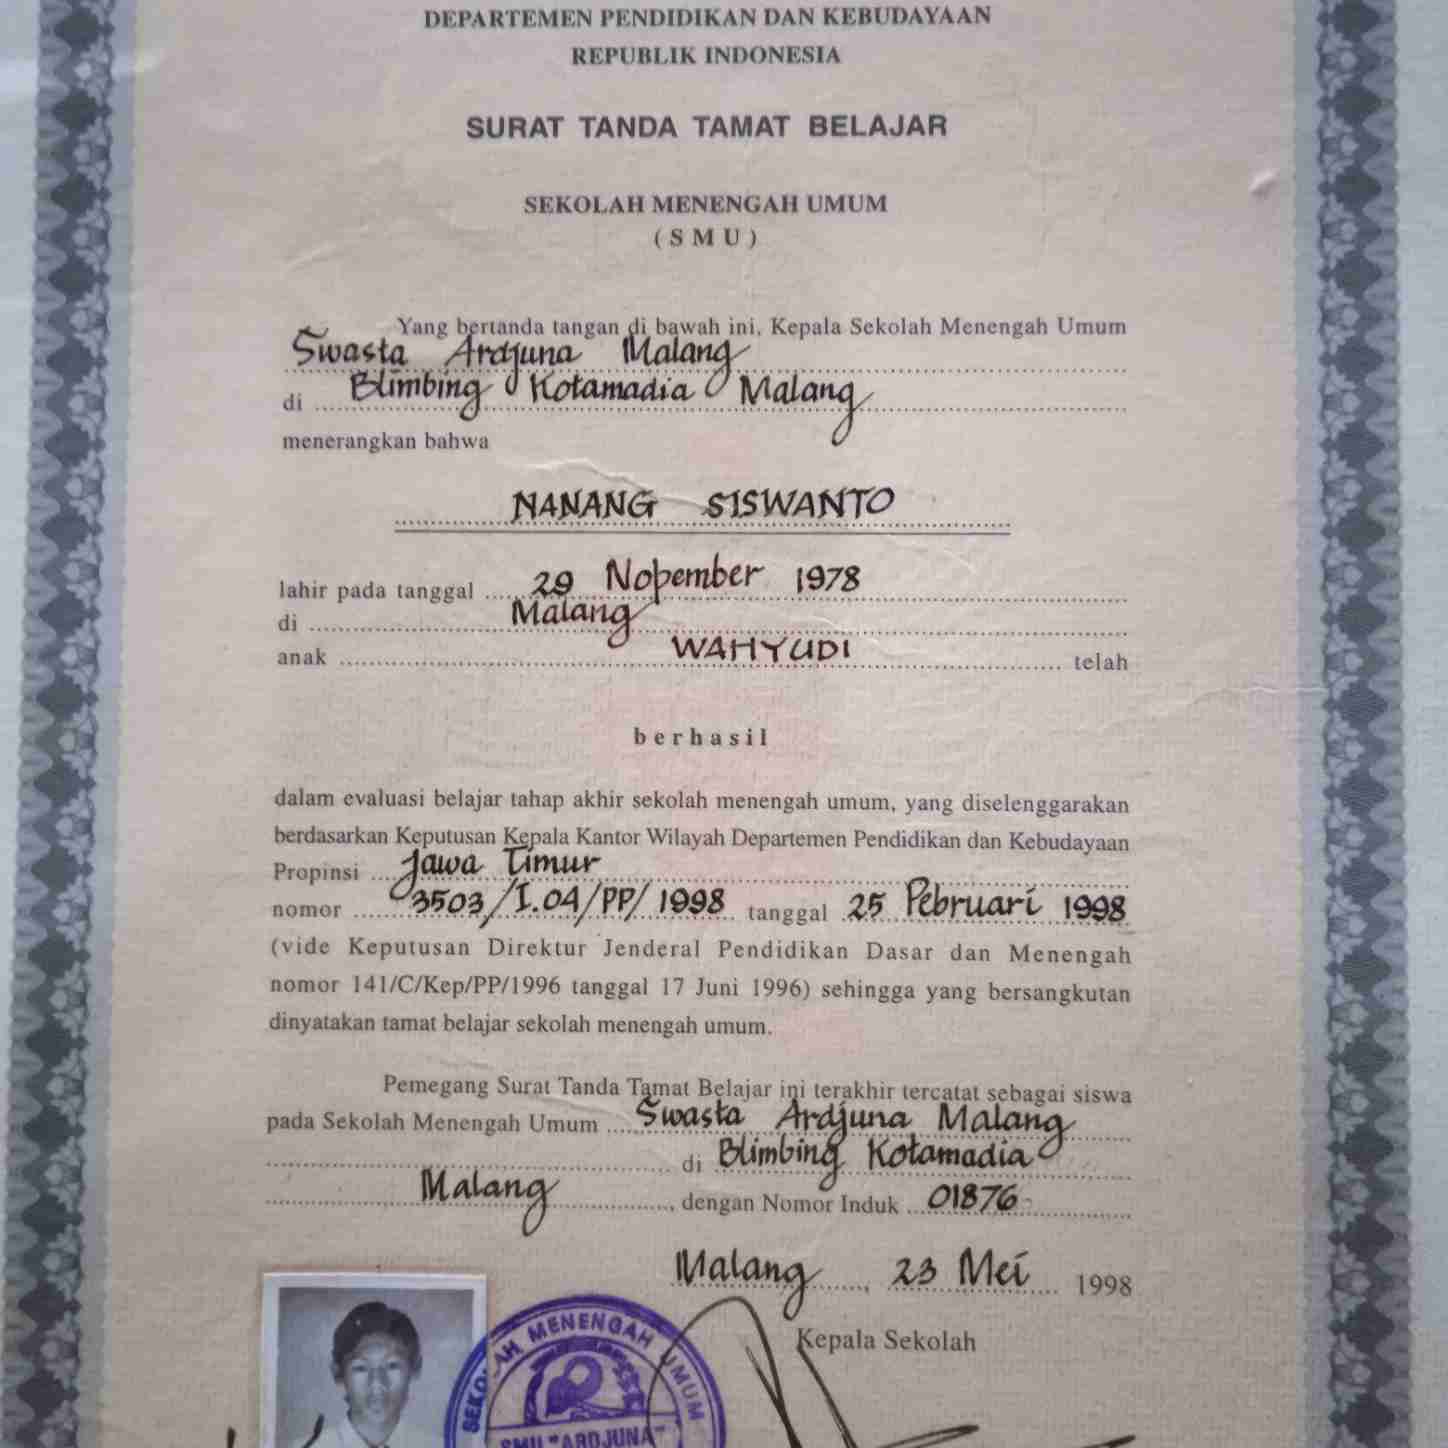 DEPARTEMEN PENDIDIKAN DAN KEBUDAYAAN
REPUBLIK INDONESIA
SURAT TANDA TAMAT BELAJAR
SEKOLAH MENENGAH UMUM
( S M U )
Yang bertanda tangan di bawah ini, Kepala Sekolah Menengah Umum
Swasta Ardjuna Malang
di Blimbing Kotamadia Malang
menerangkan bahwa
NANANG SISWANTO
lahir pada tanggal 29 Nopember 1978
di Malang
anak WAHYUDI telah
berhasil
dalam evaluasi belajar tahap akhir sekolah menengah umum, yang diselenggarakan
berdasarkan Keputusan Kepala Kantor Wilayah Departemen Pendidikan dan Kebudayaan
Propinsi Jawa Timur
nomor 3503/I.04/PP/1998 tanggal 25 Pebruari 1998
(vide Keputusan Direktur Jenderal Pendidikan Dasar dan Menengah
nomor 141/C/Kep/PP/1996 tanggal 17 Juni 1996) sehingga yang bersangkutan
dinyatakan tamat belajar sekolah menengah umum.
Pemegang Surat Tanda Tamat Belajar ini terakhir tercatat sebagai siswa
pada Sekolah Menengah Umum Swasta Ardjuna Malang
di Blimbing Kotamadia
Malang, dengan Nomor Induk 01876
Malang, 23 Mei 1998
Kepala Sekolah
SEKOLAH MENENGAH UMUM
SMU "ARDJUNA"